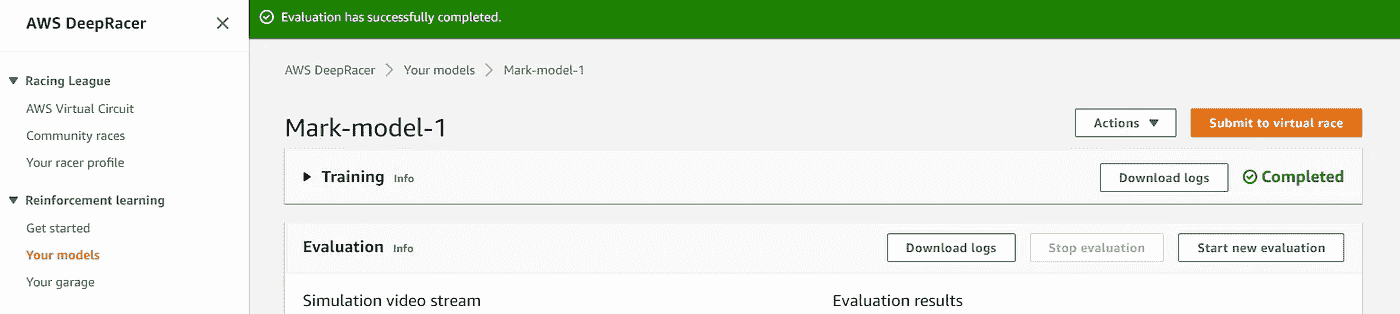 AWS DeepRacer
Evaluation has successfully completed.
Racing League
AWS Virtual Circuit
Community races
Your racer profile
Reinforcement learning
Get started
Your models
Your garage
AWS DeepRacer Your models Mark-model-1
Mark-model-1
Actions
Submit to virtual race
Training Info
Download logs
Completed
Evaluation Info
Download logs
Stop evaluation
Start new evaluation
Simulation video stream
Evaluation results